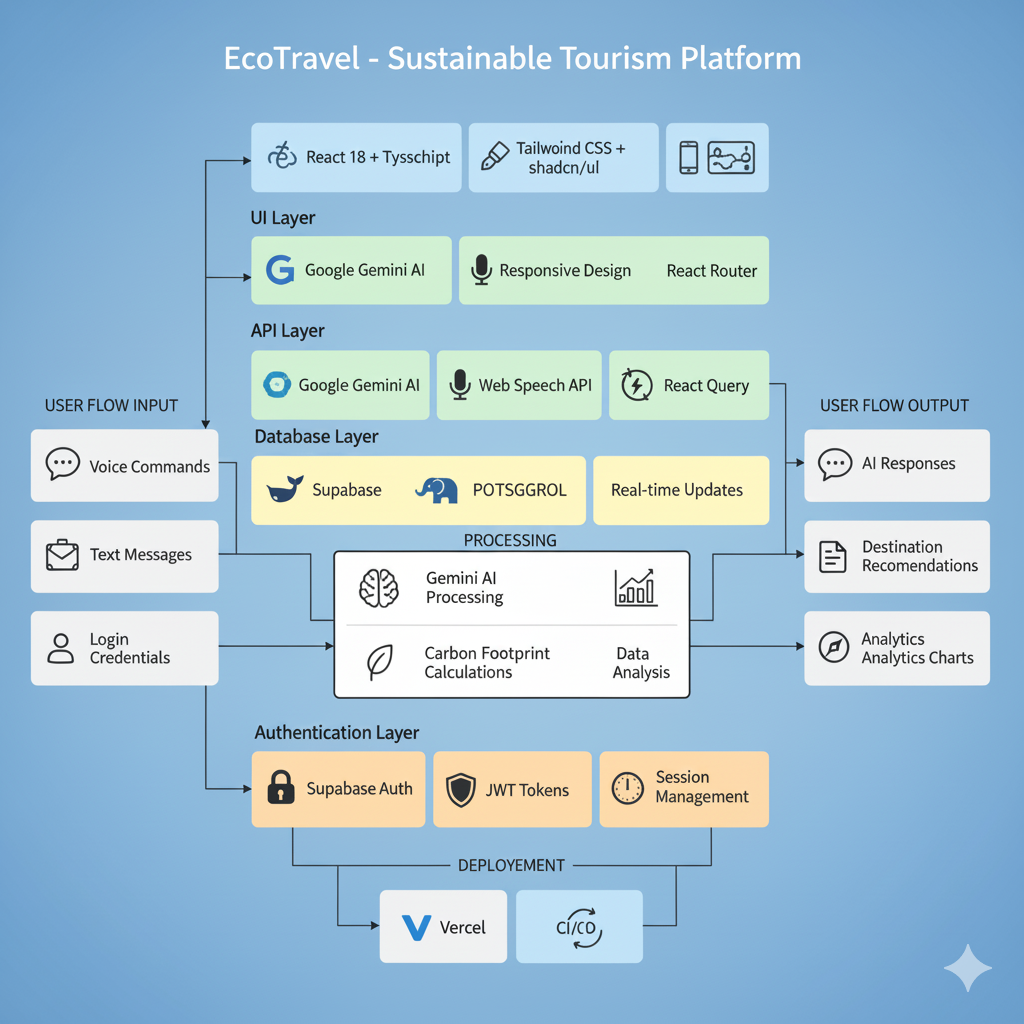 EcoTravel - Sustainable Tourism Platform
React 18 + Tysschipt
Tailwoind CSS +
shadcn/ul
UI Layer
Google Gemini AI
Responsive Design
React Router
API Layer
Google Gemini AI
Web Speech API
React Query
USER FLOW INPUT
Voice Commands
Text Messages
Login
Credentials
Database Layer
Supabase
POTSGGROL
Real-time Updates
PROCESSING
Gemini AI
Processing
Carbon Footprint
Calculations
Data
Analysis
USER FLOW OUTPUT
AI Responses
Destination
Recomendations
Analytics
Analytics Charts
Authentication Layer
Supabase Auth
JWT Tokens
Session
Management
DEPLOYEMENT
Vercel
CI/CD